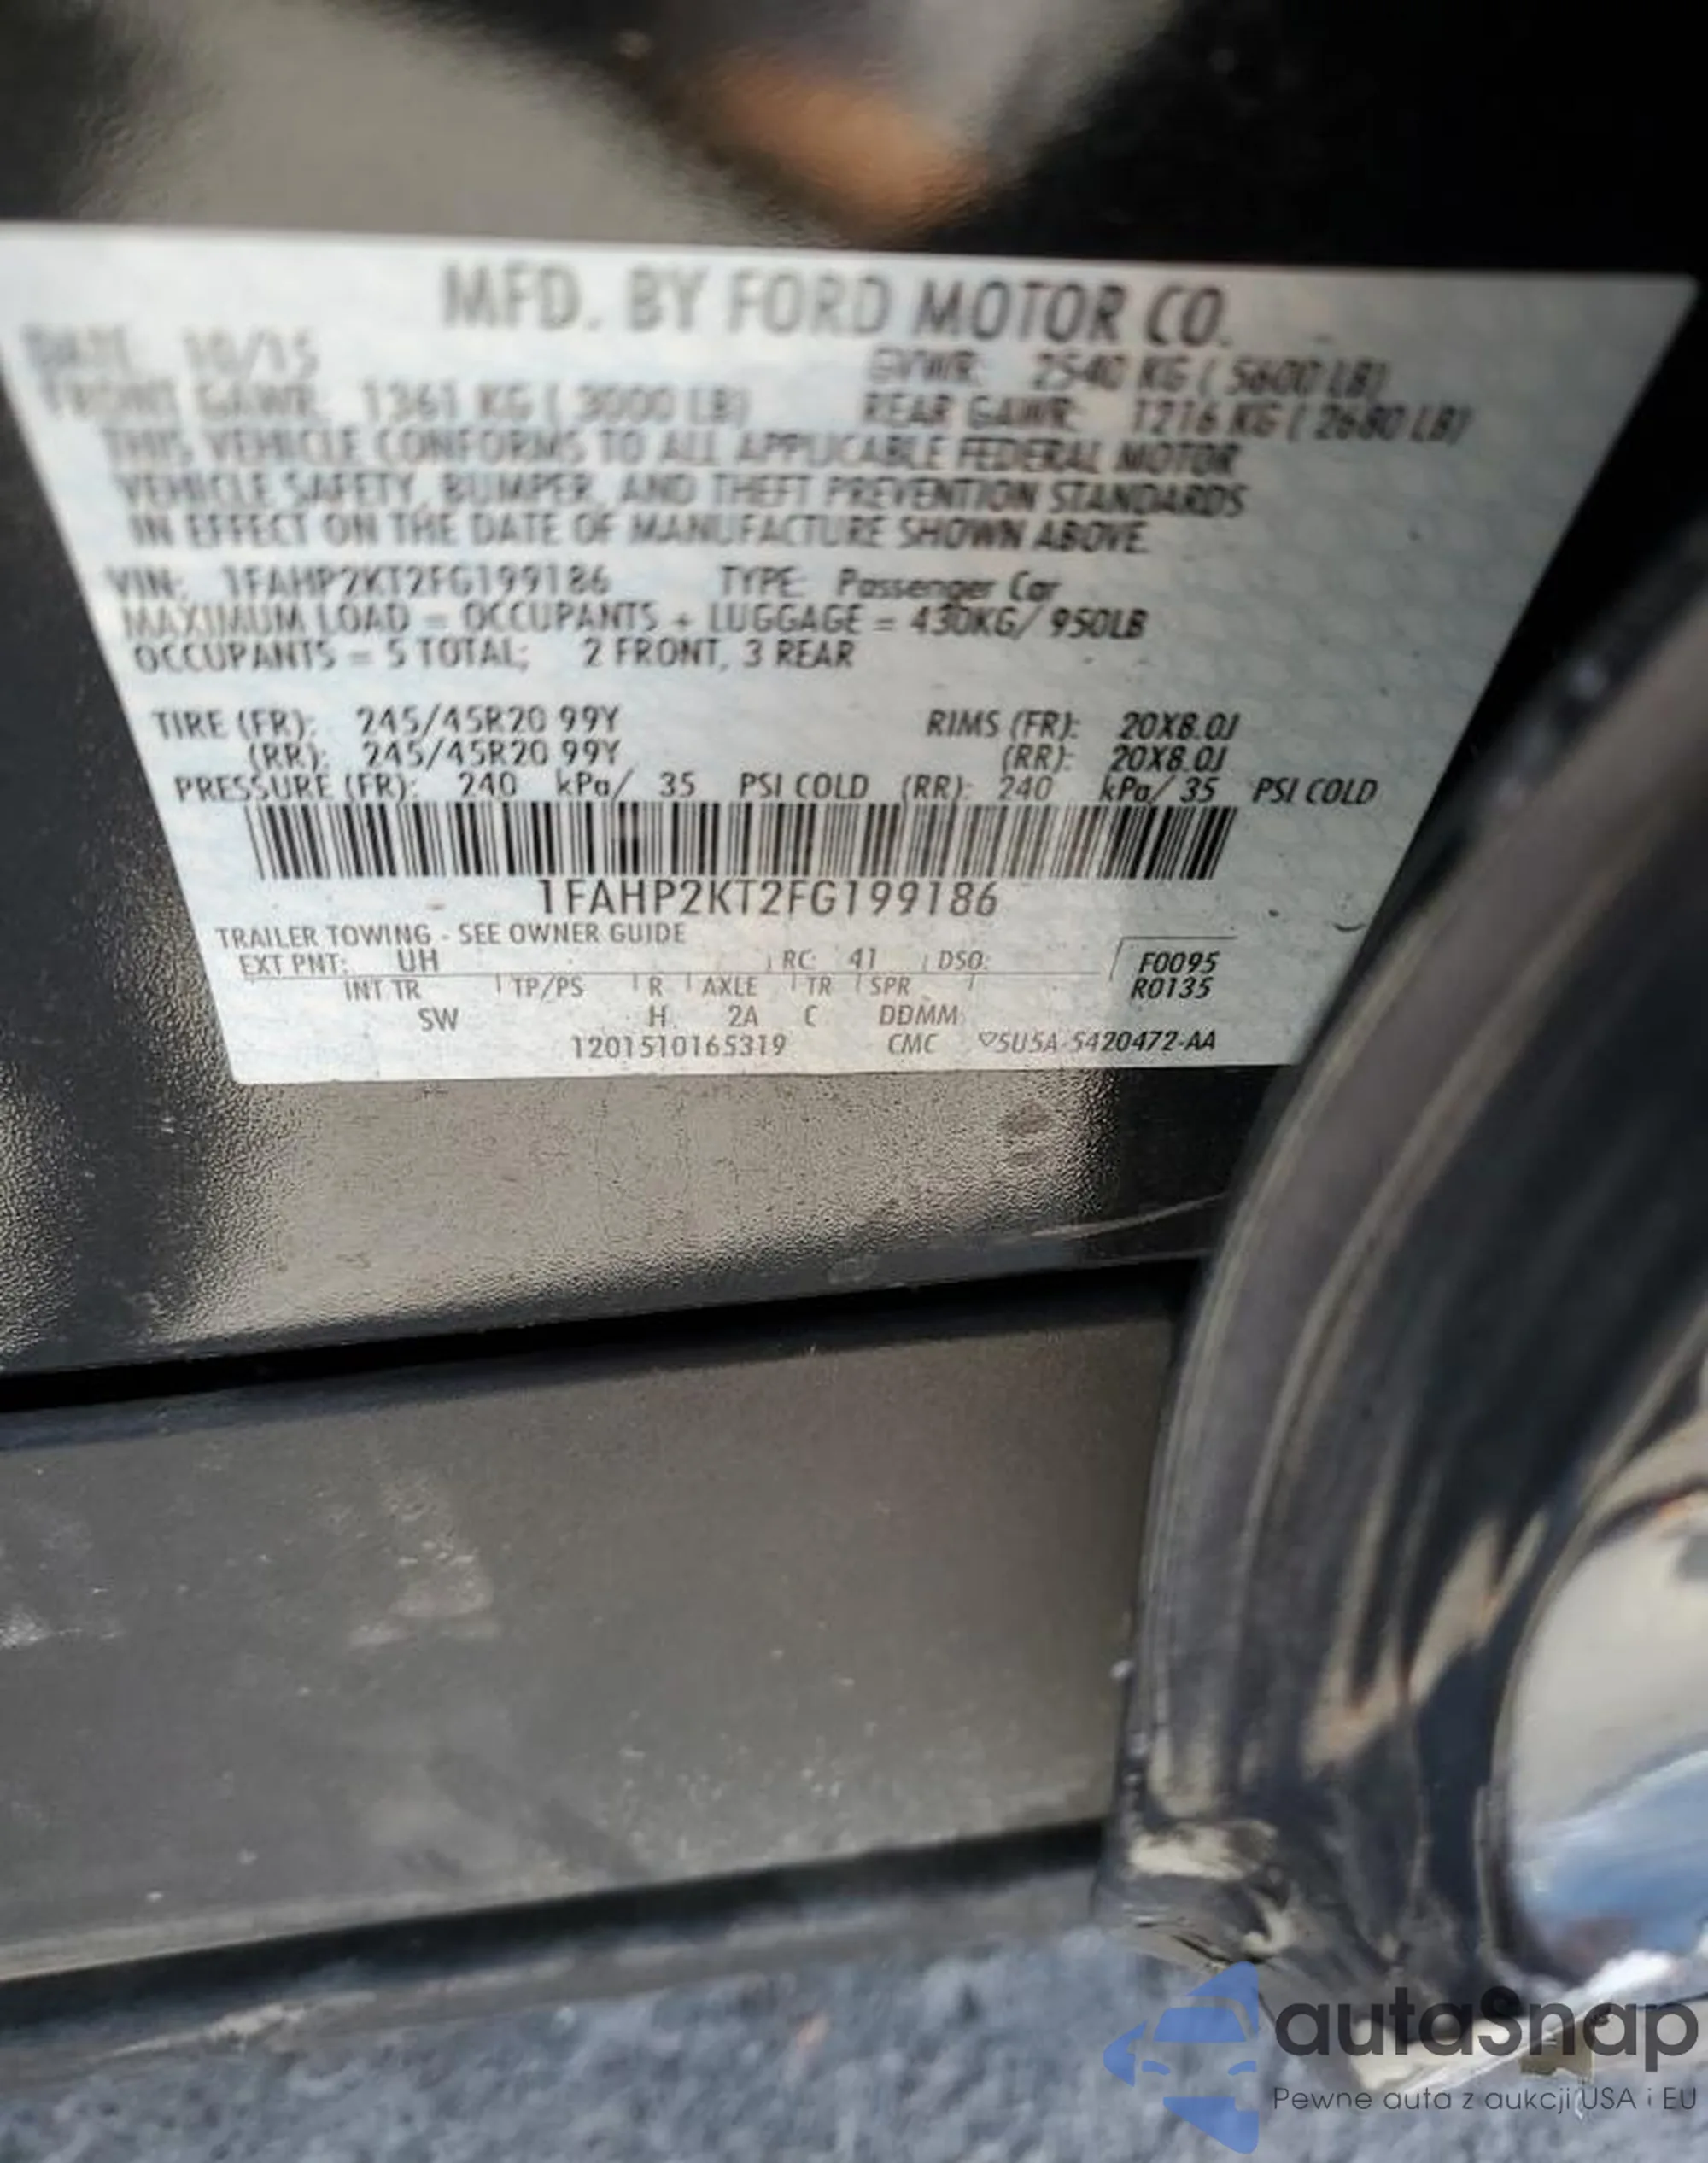 MFD. BY FORD MOTOR CO.
DATE 10/15 GVWR: 2540 KG ( 5600 LB)
FRONT GAWR: 1361 KG ( 3000 LB) REAR GAWR: 1216 KG ( 2680 LB)
THIS VEHICLE CONFORMS TO ALL APPLICABLE FEDERAL MOTOR
VEHICLE SAFETY, BUMPER, AND THEFT PREVENTION STANDARDS
IN EFFECT ON THE DATE OF MANUFACTURE SHOWN ABOVE.
VIN: 1FAHP2KT2FG199186 TYPE: Passenger Car
MAXIMUM LOAD = OCCUPANTS + LUGGAGE = 430KG/ 950LB
OCCUPANTS = 5 TOTAL; 2 FRONT, 3 REAR
TIRE (FR): 245/45R20 99Y RIMS (FR): 20X8.0J
(RR): 245/45R20 99Y (RR): 20X8.0J
PRESSURE (FR): 240 kPa/ 35 PSI COLD (RR): 240 kPa/ 35 PSI COLD
1FAHP2KT2FG199186
TRAILER TOWING - SEE OWNER GUIDE
EXT PNT: UH RC: 41 DSO: F0095
INT TR TP/PS R AXLE TR SPR R0135
SW H 2A C DDMM
1201510165319 CMC ♡5U5A-5420472-AA
autaSnap
Pewne auta z aukcji USA i EU